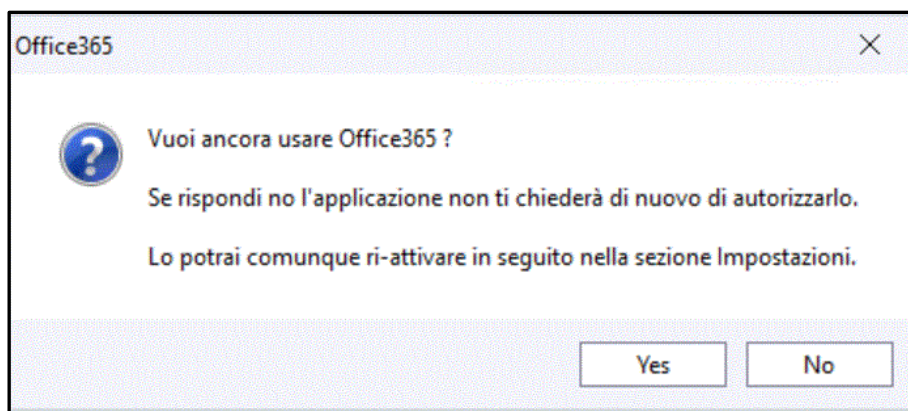 Office365
Vuoi ancora usare Office365 ?
Se rispondi no l'applicazione non ti chiederà di nuovo di autorizzarlo.
Lo potrai comunque ri-attivare in seguito nella sezione Impostazioni.
Yes No